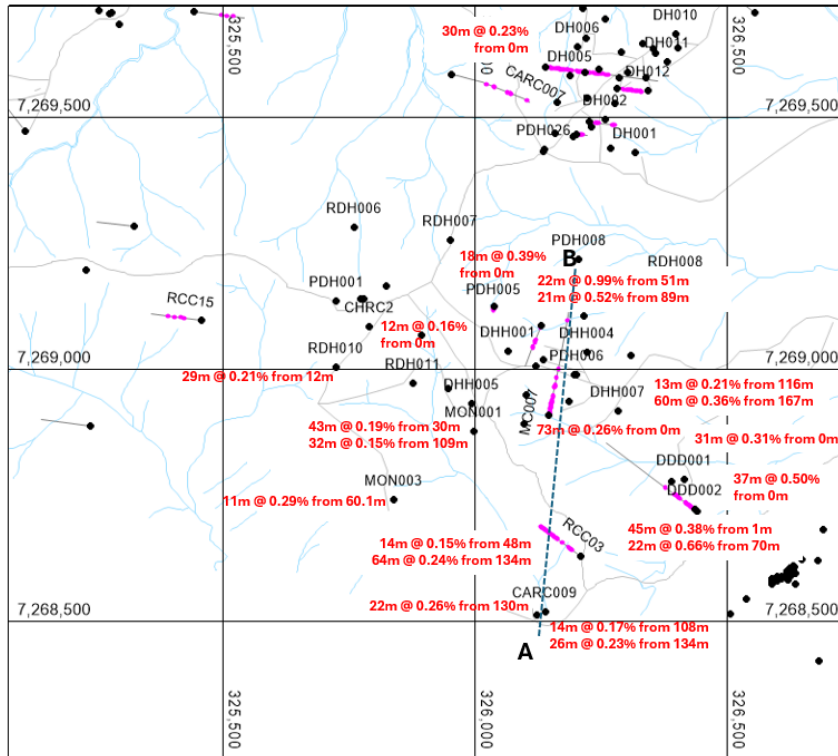 DH010
30m @ 0.23%
from 0m
DH006
DH011
DH005
325,500
326,500
DH012
CARC007
DH002
7,269,500
7,269,500
PDH026
DH001
RDH006
RDH007
PDH008
B
RDH008
18m @ 0.39%
from 0m
22m @ 0.99% from 51m
21m @ 0.52% from 89m
PDH001
PDH005
RCC15
CHRC2
12m @ 0.16%
from 0m
DHH001
DHH004
7,269,000
7,269,000
RDH010
RDH011
PDH006
29m @ 0.21% from 12m
DHH005
DHH007
13m @ 0.21% from 116m
60m @ 0.36% from 167m
MON001
MC007
43m @ 0.19% from 30m
32m @ 0.15% from 109m
73m @ 0.26% from 0m
31m @ 0.31% from 0m
DDD001
MON003
37m @ 0.50%
from 0m
DDD002
11m @ 0.29% from 60.1m
45m @ 0.38% from 1m
22m @ 0.66% from 70m
RCC03
14m @ 0.15% from 48m
64m @ 0.24% from 134m
CARC009
22m @ 0.26% from 130m
7,268,500
7,268,500
14m @ 0.17% from 108m
26m @ 0.23% from 134m
A
325,500
326,000
326,500